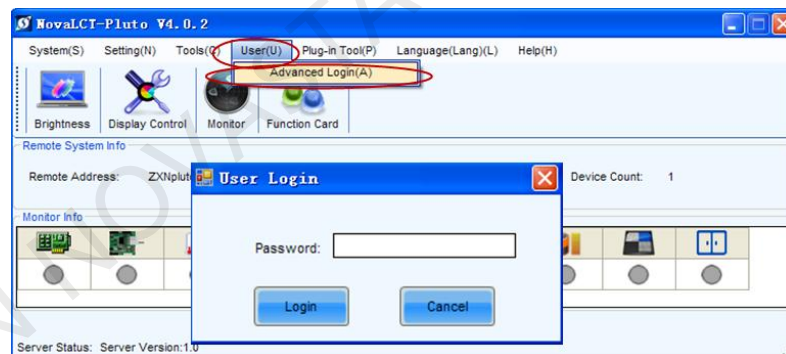 NovaLCT-Pluto V4.0.2
System(S) Setting(N) Tools( ) User(U) Plug-in Tool(P) Language(Lang)(L) Help(H)
Advanced Login(A)
Brightness Display Control Monitor Function Card
Remote System Info
Remote Address: ZXNplut Device Count: 1
User Login
Monitor Info
Password:
Login Cancel
Server Status: Server Version:1.0